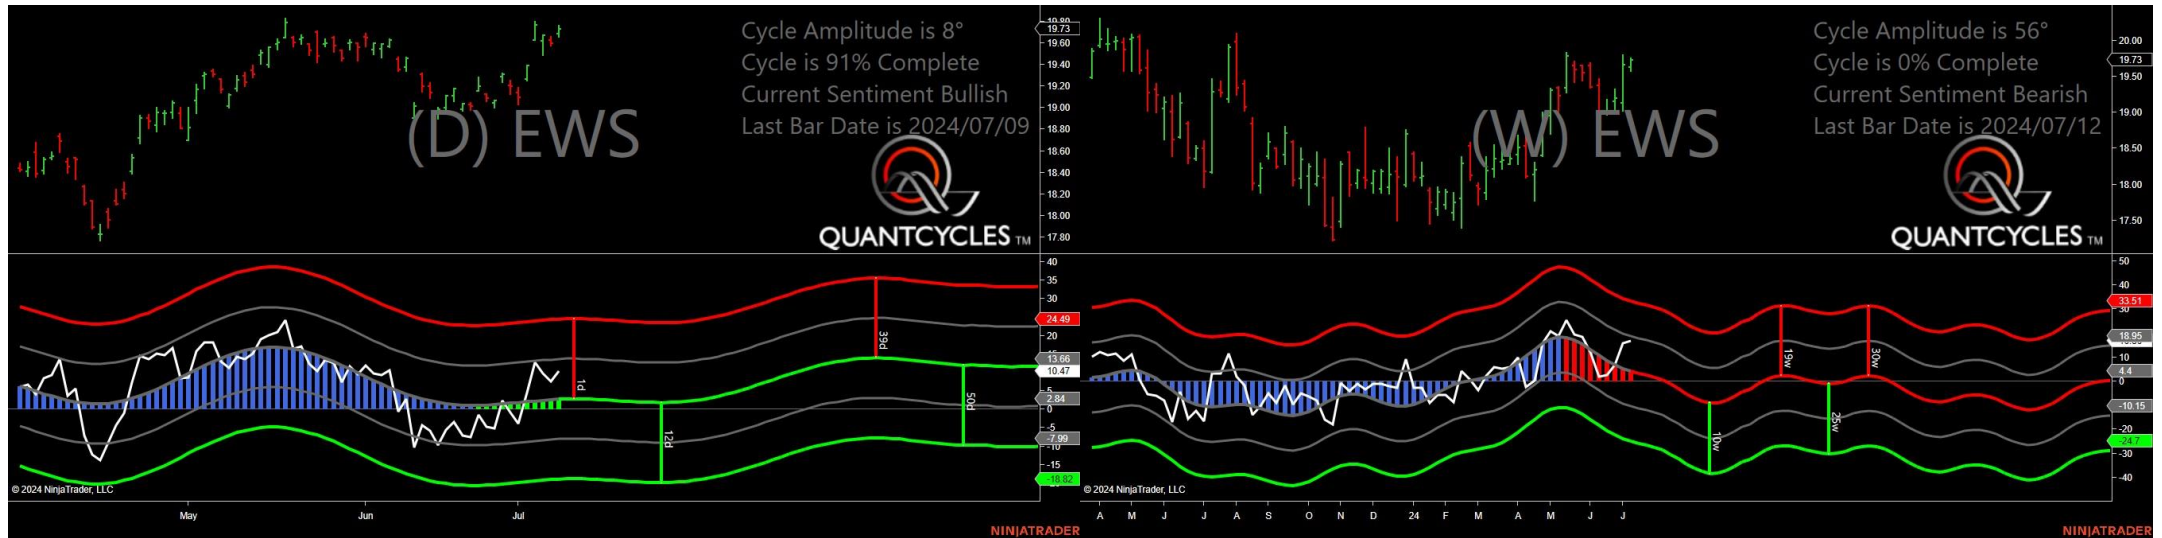 Cycle Amplitude is 8°
Cycle is 91% Complete
Current Sentiment Bullish
Last Bar Date is 2024/07/09
(D) EWS
QUANTCYCLES TM
19.73
19.60
19.40
19.20
19.00
18.80
18.60
18.40
18.20
18.00
17.80
40
35
30
24.49
20
13.66
10.47
5
2.84
0
-5
-7.99
-10
-15
-18.82
1d
12d
39d
50d
© 2024 NinjaTrader, LLC
May Jun Jul
NINJATRADER
Cycle Amplitude is 56°
Cycle is 0% Complete
Current Sentiment Bearish
Last Bar Date is 2024/07/12
(W) EWS
QUANTCYCLES TM
20.00
19.73
19.50
19.00
18.50
18.00
17.50
50
40
33.51
30
18.95
10
4.4
0
-10.15
-20
-24.7
-30
-40
10w
19w
25w
30w
© 2024 NinjaTrader, LLC
A M J J A S O N D 24 F M A M J J
NINJATRADER